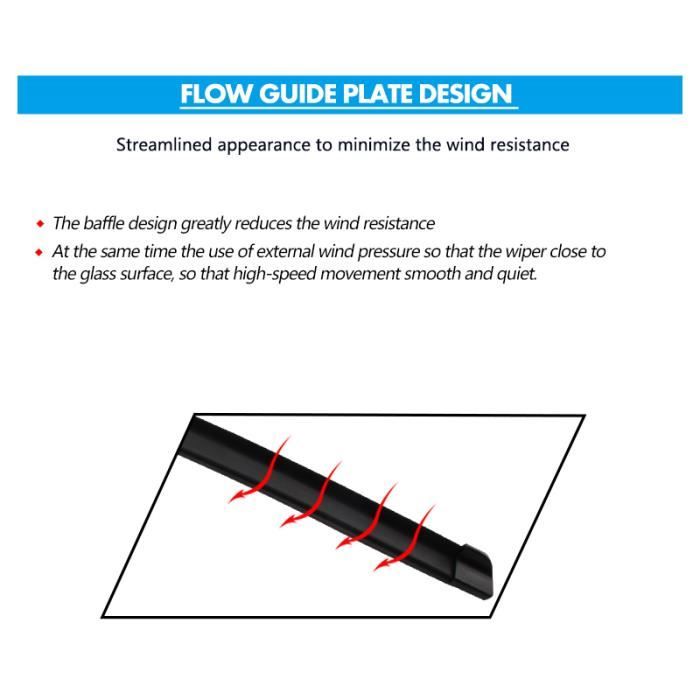 FLOW GUIDE PLATE DESIGN
Streamlined appearance to minimize the wind resistance
The baffle design greatly reduces the wind resistance
At the same time the use of external wind pressure so that the wiper close to
the glass surface, so that high-speed movement smooth and quiet.